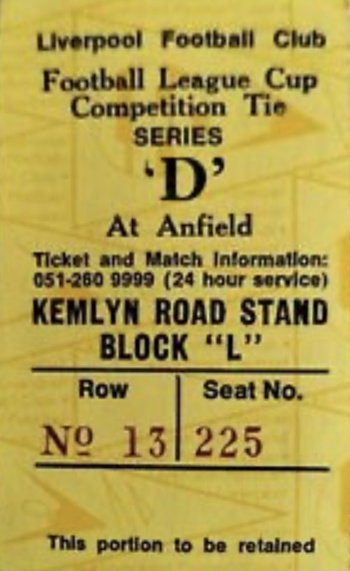 Liverpool Football Club
Football League Cup
Competition Tie
SERIES
'D'
At Anfield
Ticket and Match Information:
051-260 9999 (24 hour service)
KEMLYN ROAD STAND
BLOCK "L"
Row Seat No.
Nº 13 225
This portion to be retained